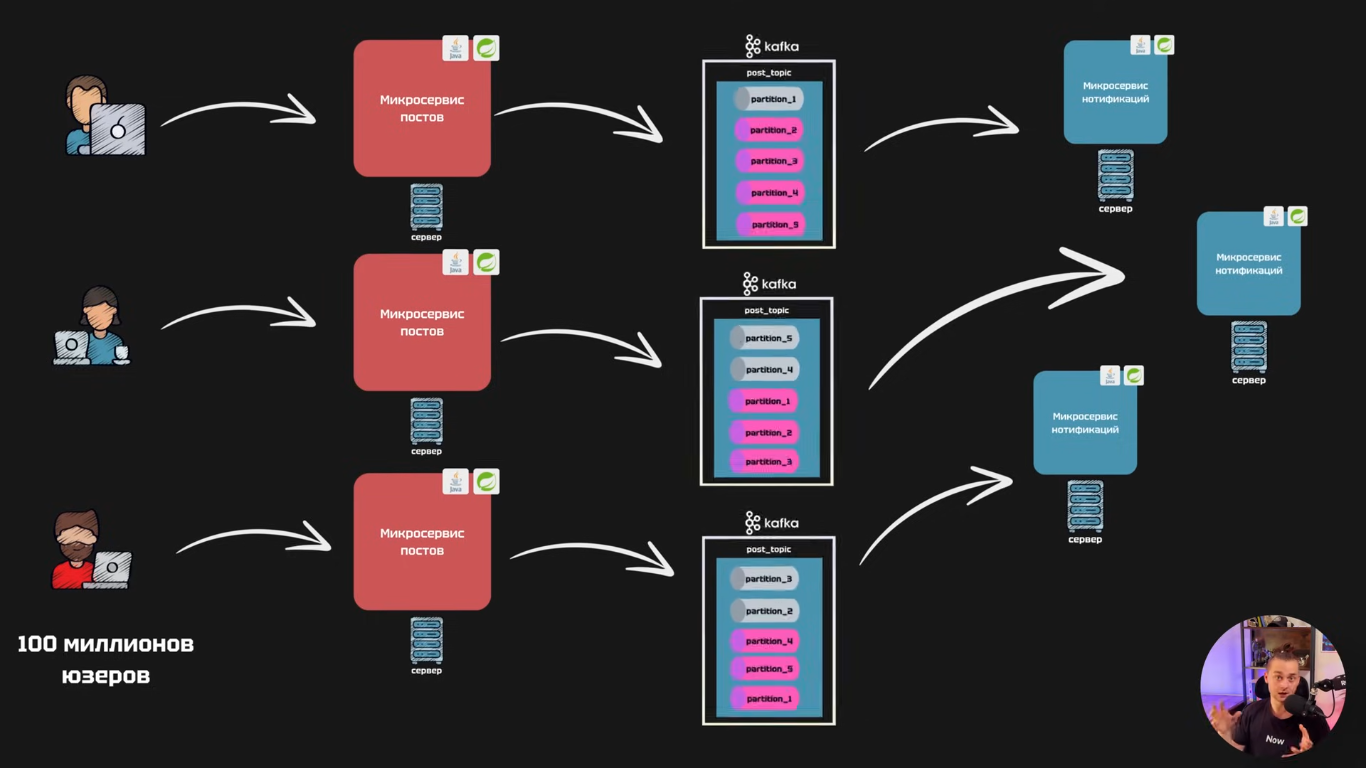 Java
Микросервис
постов
сервер
kafka
post_topic
partition_1
partition_2
partition_3
partition_4
partition_5
Java
Микросервис
нотификаций
сервер
Java
Микросервис
постов
сервер
kafka
post_topic
partition_5
partition_4
partition_1
partition_2
partition_3
Java
Микросервис
нотификаций
сервер
Java
Микросервис
постов
сервер
kafka
post_topic
partition_3
partition_2
partition_4
partition_5
partition_1
Java
Микросервис
нотификаций
сервер
100 миллионов
юзеров
Now